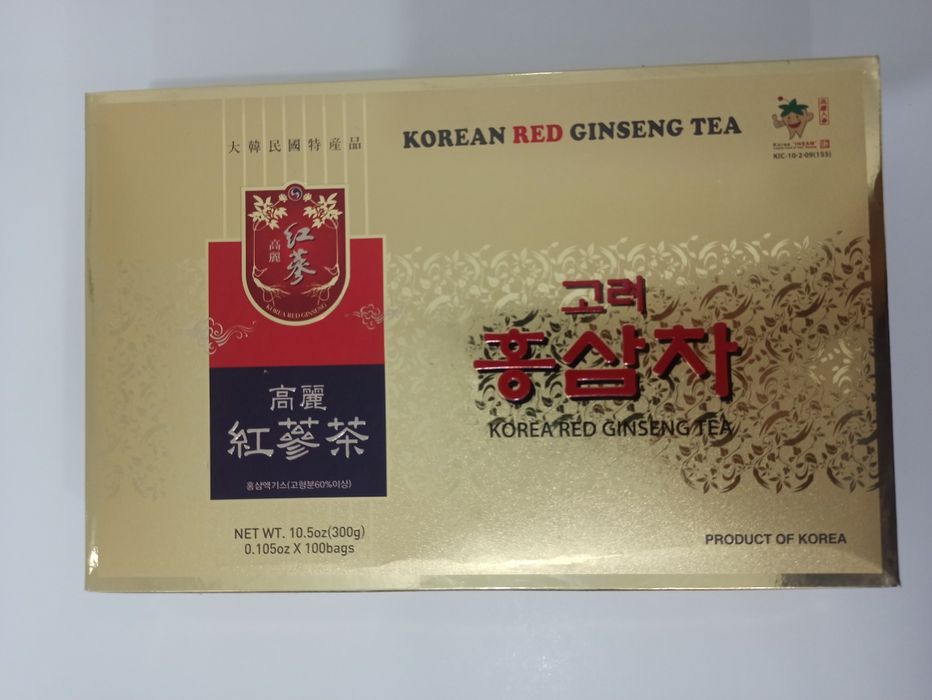 大韓民國特産品
KOREAN RED GINSENG TEA
Korea "INSAM"
KIC-10-2-09(155)
高麗
紅蔘
KOREA RED GINSENG
고려
홍삼차
KOREA RED GINSENG TEA
高麗
紅蔘茶
홍삼액기스(고형분60%이상)
NET WT. 10.5oz(300g)
0.105oz X 100bags
PRODUCT OF KOREA